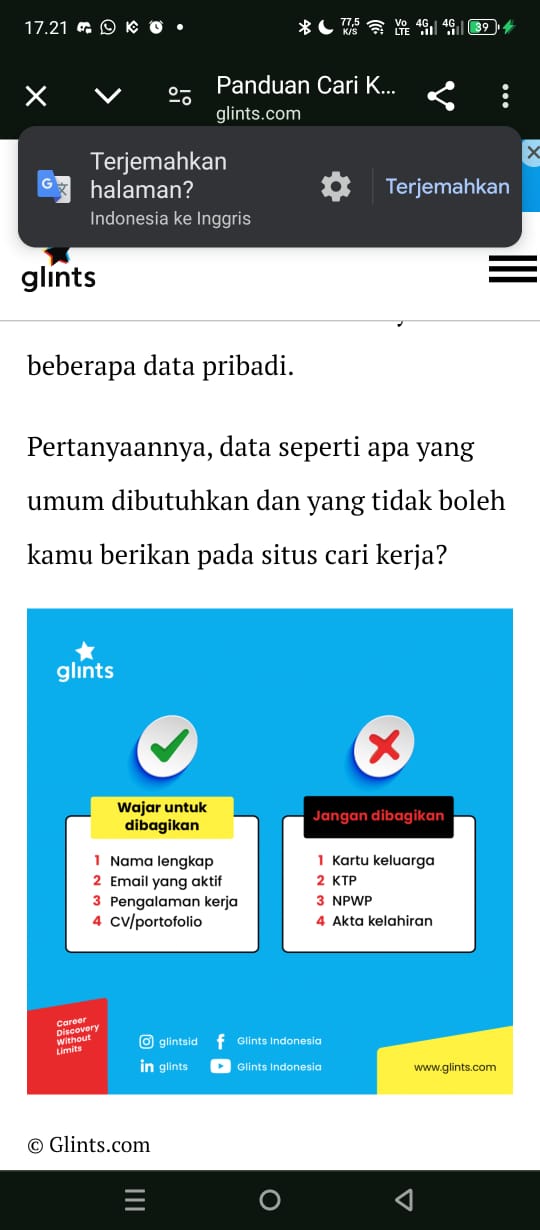 17.21
77,5
K/S
Vo
LTE
4G
4G
39
Panduan Cari K...
glints.com
Terjemahkan
halaman?
Indonesia ke Inggris
Terjemahkan
glints
beberapa data pribadi.
Pertanyaannya, data seperti apa yang
umum dibutuhkan dan yang tidak boleh
kamu berikan pada situs cari kerja?
glints
Wajar untuk
dibagikan
1 Nama lengkap
2 Email yang aktif
3 Pengalaman kerja
4 CV/portofolio
Jangan dibagikan
1 Kartu keluarga
2 KTP
3 NPWP
4 Akta kelahiran
Career
Discovery
Without
Limits
glintsid
Glints Indonesia
in glints
Glints Indonesia
www.glints.com
© Glints.com